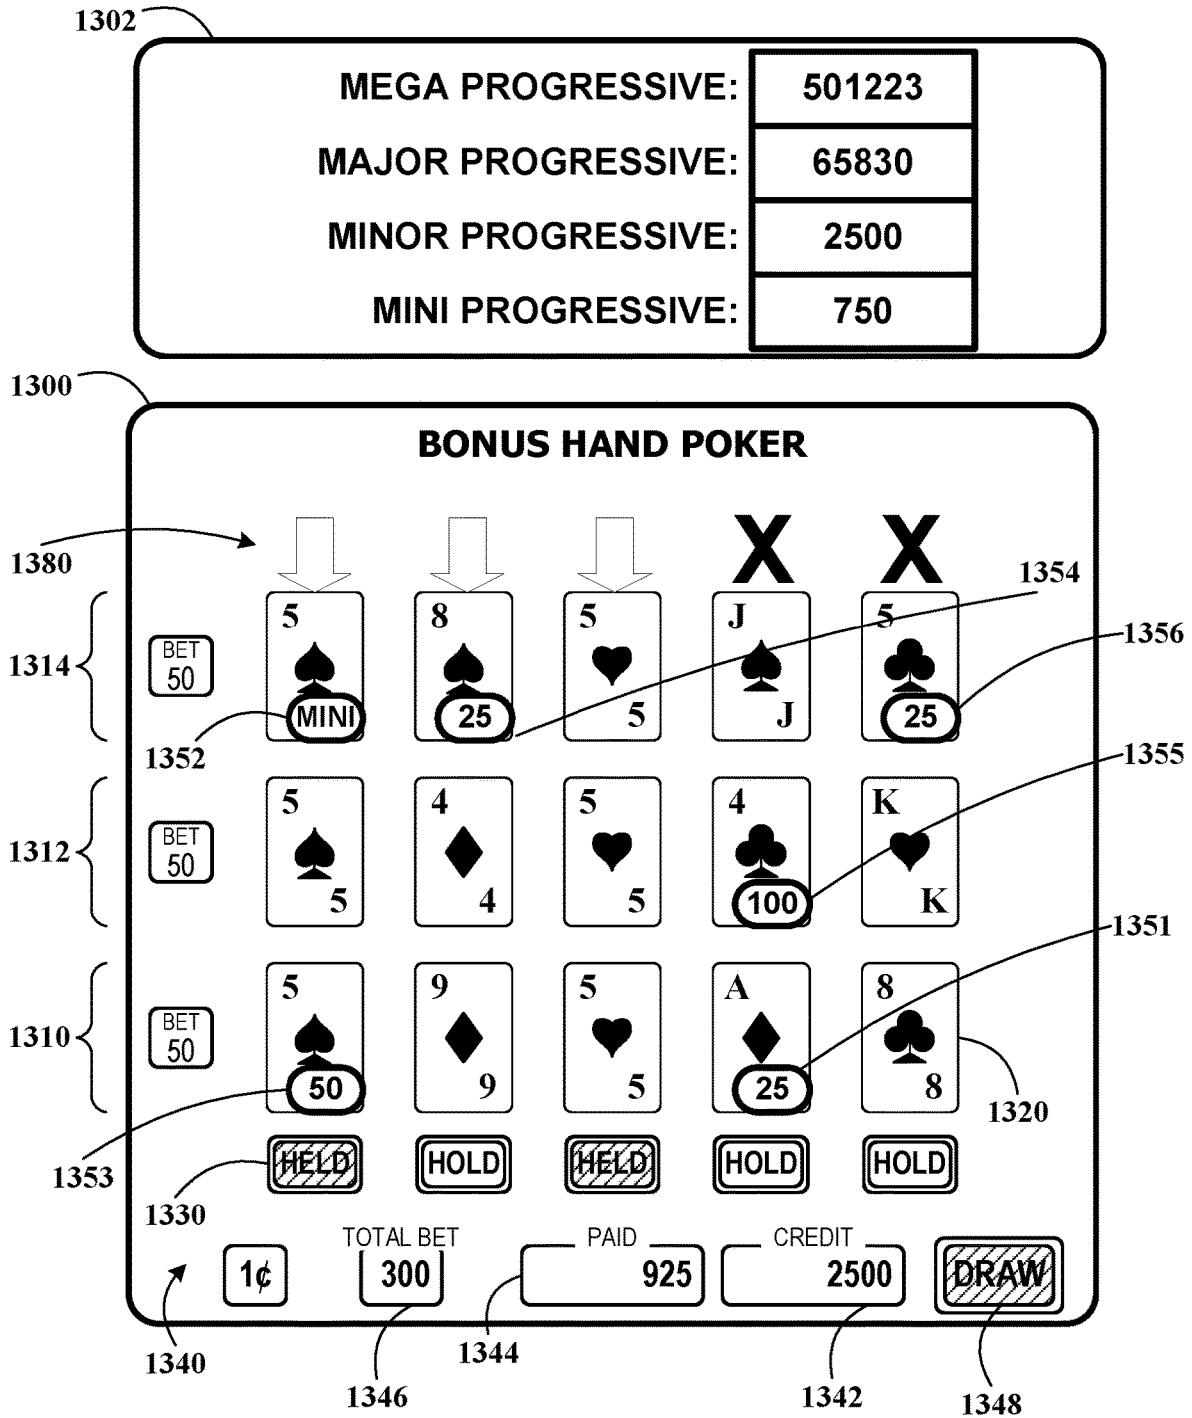 1302
MEGA PROGRESSIVE: 501223
MAJOR PROGRESSIVE: 65830
MINOR PROGRESSIVE: 2500
MINI PROGRESSIVE: 750
1300
BONUS HAND POKER
1380
X X
1354
1314
BET
50
5 8 5 J 5
5 J
MINI 25 25
1356
1352
1355
1312
BET
50
5 4 5 4 K
5 4 5 K
100
1351
1310
BET
50
5 9 5 A 8
9 5 8
50 25
1320
1353
HELD HOLD HELD HOLD HOLD
1330
TOTAL BET PAID CREDIT
1¢ 300 925 2500 DRAW
1340
1346
1344
1342
1348